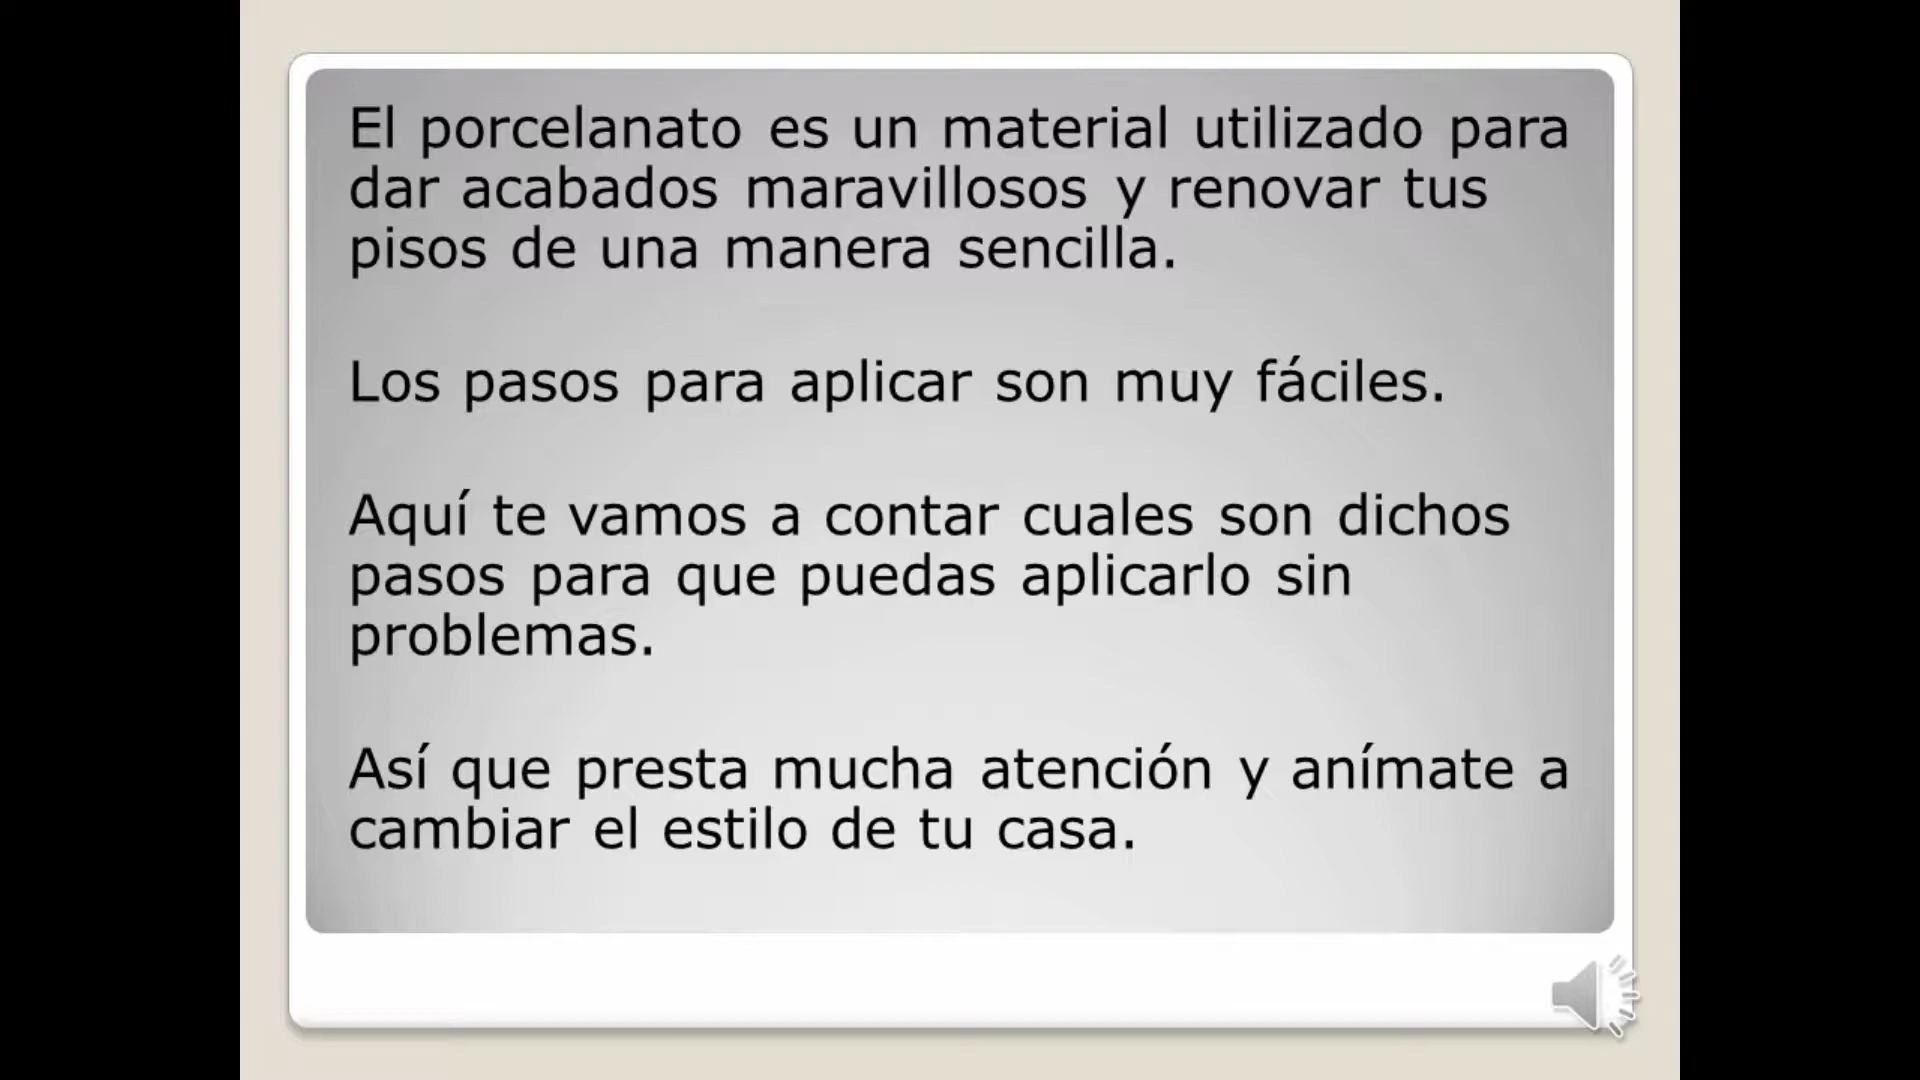 El porcelanato es un material utilizado para
dar acabados maravillosos y renovar tus
pisos de una manera sencilla.
Los pasos para aplicar son muy fáciles.
Aquí te vamos a contar cuales son dichos
pasos para que puedas aplicarlo sin
problemas.
Así que presta mucha atención y anímate a
cambiar el estilo de tu casa.